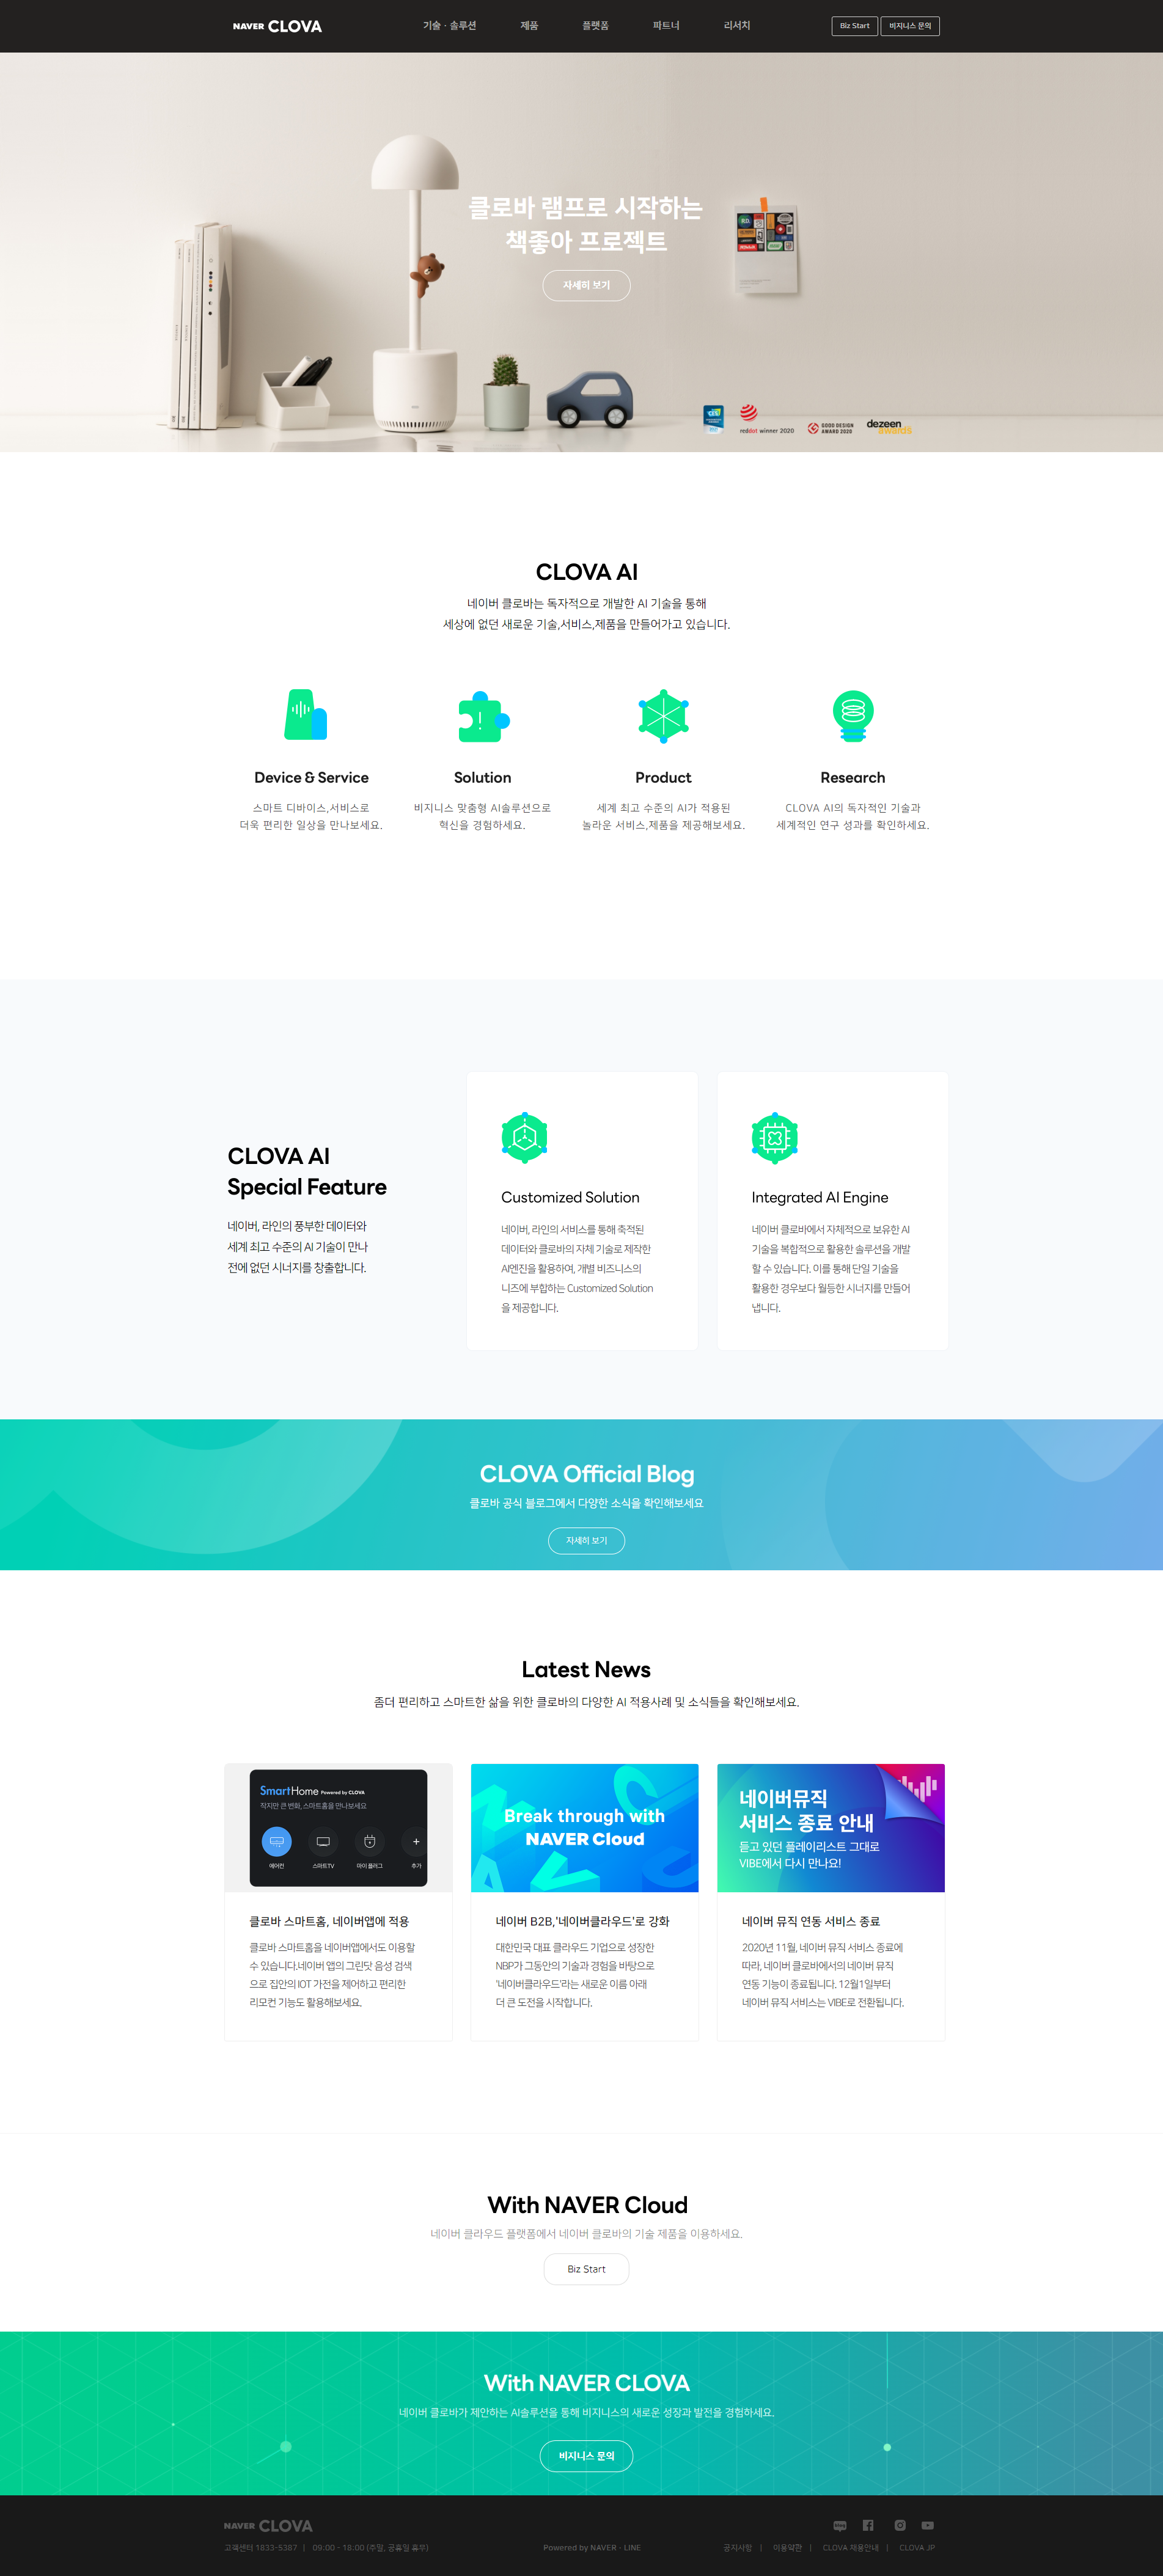 NAVER CLOVA
기술 · 솔루션
제품
플랫폼
파트너
리서치
Biz Start
비지니스 문의
클로바 램프로 시작하는
책좋아 프로젝트
자세히 보기
reddot winner 2020
GOOD DESIGN
AWARD 2020
dezeen
awards
CLOVA AI
네이버 클로바는 독자적으로 개발한 AI 기술을 통해
세상에 없던 새로운 기술,서비스,제품을 만들어가고 있습니다.
Device & Service
스마트 디바이스,서비스로
더욱 편리한 일상을 만나보세요.
Solution
비지니스 맞춤형 AI솔루션으로
혁신을 경험하세요.
Product
세계 최고 수준의 AI가 적용된
놀라운 서비스,제품을 제공해보세요.
Research
CLOVA AI의 독자적인 기술과
세계적인 연구 성과를 확인하세요.
CLOVA AI
Special Feature
네이버, 라인의 풍부한 데이터와
세계 최고 수준의 AI 기술이 만나
전에 없던 시너지를 창출합니다.
Customized Solution
네이버, 라인의 서비스를 통해 축적된
데이터와 클로바의 자체 기술로 제작한
AI엔진을 활용하여, 개별 비즈니스의
니즈에 부합하는 Customized Solution
을 제공합니다.
Integrated AI Engine
네이버 클로바에서 자체적으로 보유한 AI
기술을 복합적으로 활용한 솔루션을 개발
할 수 있습니다. 이를 통해 단일 기술을
활용한 경우보다 월등한 시너지를 만들어
냅니다.
CLOVA Official Blog
클로바 공식 블로그에서 다양한 소식을 확인해보세요
자세히 보기
Latest News
좀더 편리하고 스마트한 삶을 위한 클로바의 다양한 AI 적용사례 및 소식들을 확인해보세요.
SmartHome Powered by CLOVA
작지만 큰 변화, 스마트홈을 만나보세요
에어컨
스마트TV
마이 플러그
추가
클로바 스마트홈, 네이버앱에 적용
클로바 스마트홈을 네이버앱에서도 이용할
수 있습니다.네이버 앱의 그린닷 음성 검색
으로 집안의 IOT 가전을 제어하고 편리한
리모컨 기능도 활용해보세요.
Break through with
NAVER Cloud
네이버 B2B,'네이버클라우드'로 강화
대한민국 대표 클라우드 기업으로 성장한
NBP가 그동안의 기술과 경험을 바탕으로
'네이버클라우드'라는 새로운 이름 아래
더 큰 도전을 시작합니다.
네이버뮤직
서비스 종료 안내
듣고 있던 플레이리스트 그대로
VIBE에서 다시 만나요!
네이버 뮤직 연동 서비스 종료
2020년 11월, 네이버 뮤직 서비스 종료에
따라, 네이버 클로바에서의 네이버 뮤직
연동 기능이 종료됩니다. 12월1일부터
네이버 뮤직 서비스는 VIBE로 전환됩니다.
With NAVER Cloud
네이버 클라우드 플랫폼에서 네이버 클로바의 기술 제품을 이용하세요.
Biz Start
With NAVER CLOVA
네이버 클로바가 제안하는 AI솔루션을 통해 비지니스의 새로운 성장과 발전을 경험하세요.
비지니스 문의
NAVER CLOVA
고객센터 1833-5387 | 09:00 - 18:00 (주말, 공휴일 휴무)
Powered by NAVER · LINE
공지사항 | 이용약관 | CLOVA 채용안내 | CLOVA JP